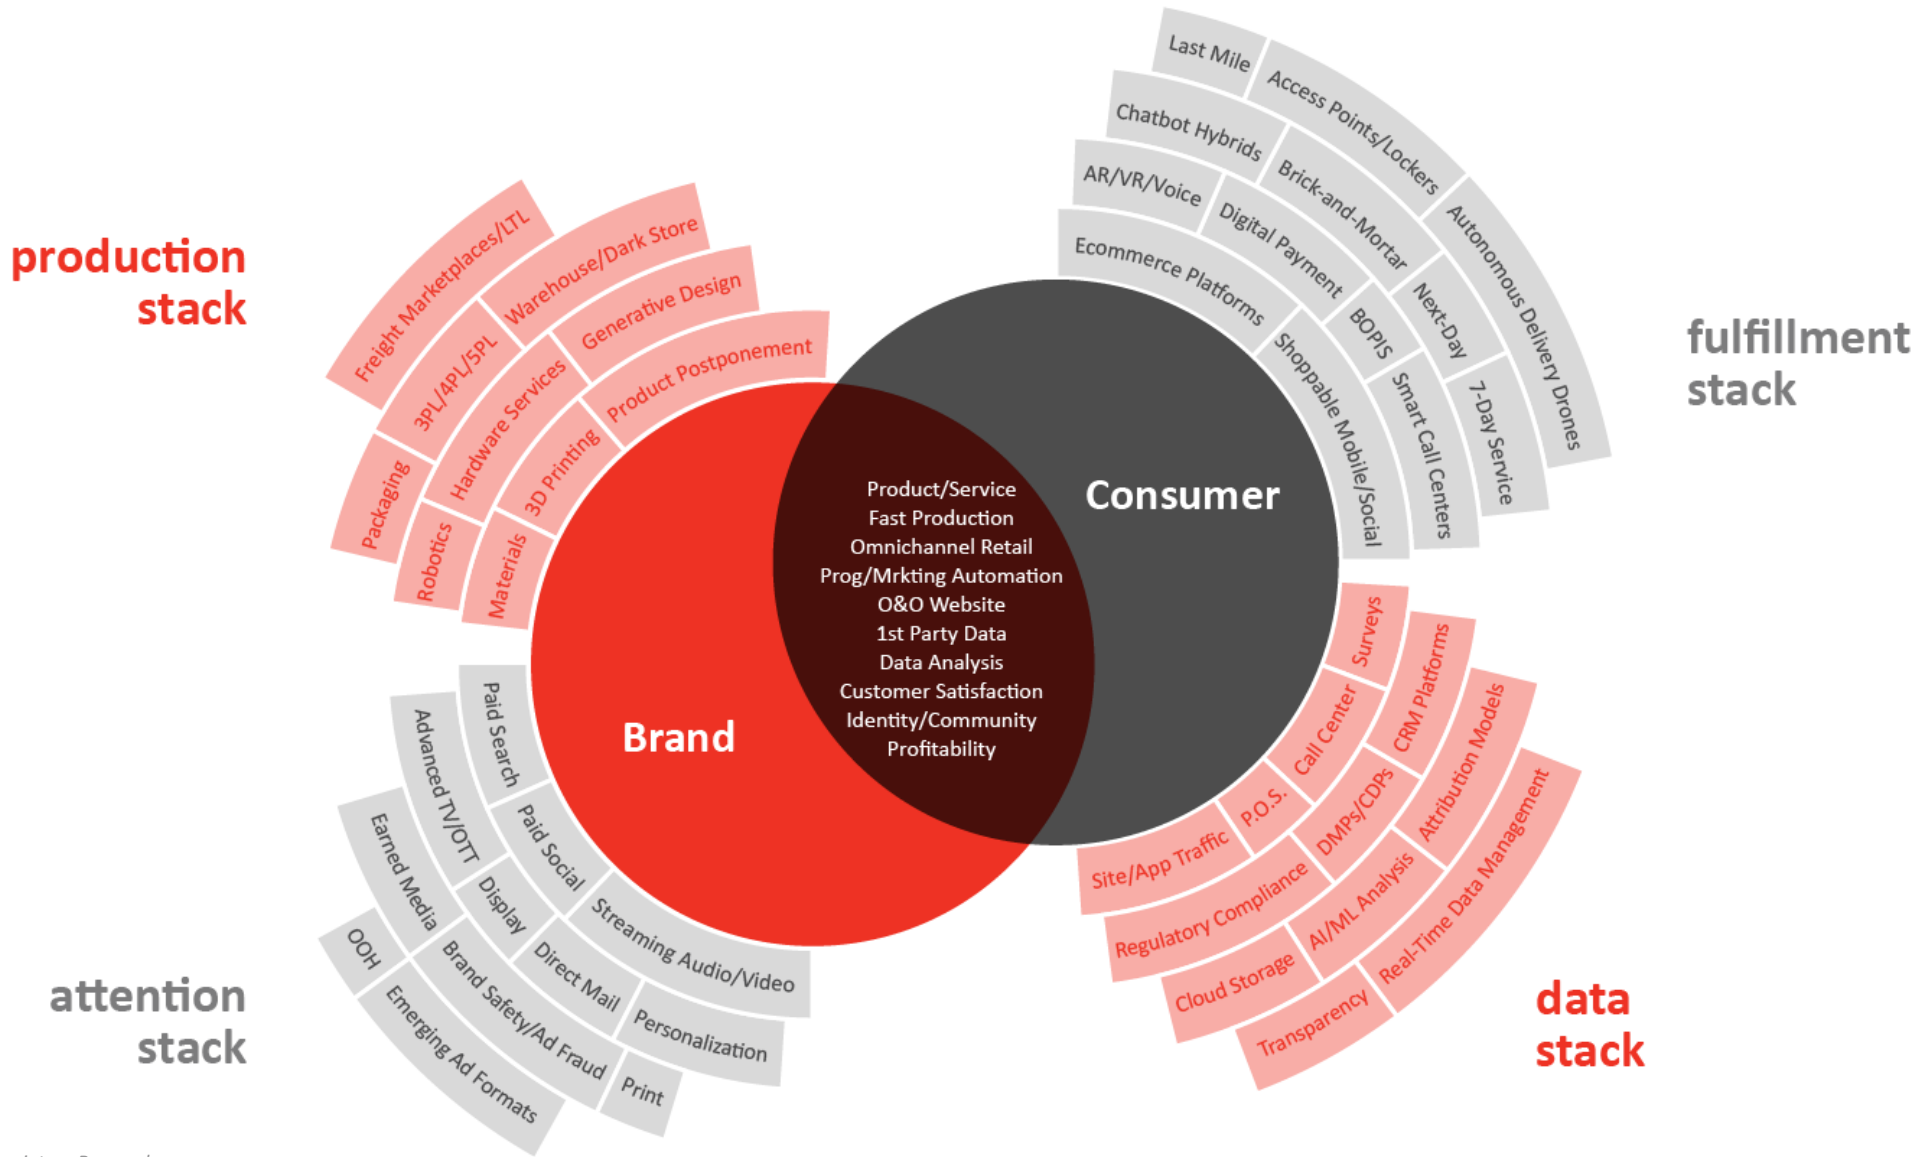 production
stack
Freight Marketplaces/LTL
Warehouse/Dark Store
Generative Design
Product Postponement
3PL/4PL/5PL
Hardware Services
3D Printing
Packaging
Robotics
Materials
Last Mile
Access Points/Lockers
Autonomous Delivery Drones
Chatbot Hybrids
Brick-and-Mortar
Next-Day
7-Day Service
AR/VR/Voice
Digital Payment
BOPIS
Smart Call Centers
Ecommerce Platforms
Shoppable Mobile/Social
fulfillment
stack
Consumer
Brand
Product/Service
Fast Production
Omnichannel Retail
Prog/Mrkting Automation
O&O Website
1st Party Data
Data Analysis
Customer Satisfaction
Identity/Community
Profitability
attention
stack
Paid Search
Paid Social
Streaming Audio/Video
Advanced TV/OTT
Display
Direct Mail
Personalization
Earned Media
Brand Safety/Ad Fraud
Print
OOH
Emerging Ad Formats
Surveys
Call Center
P.O.S.
Site/App Traffic
CRM Platforms
DMPs/CDPs
Regulatory Compliance
Attribution Models
AI/ML Analysis
Cloud Storage
Real-Time Data Management
Transparency
data
stack